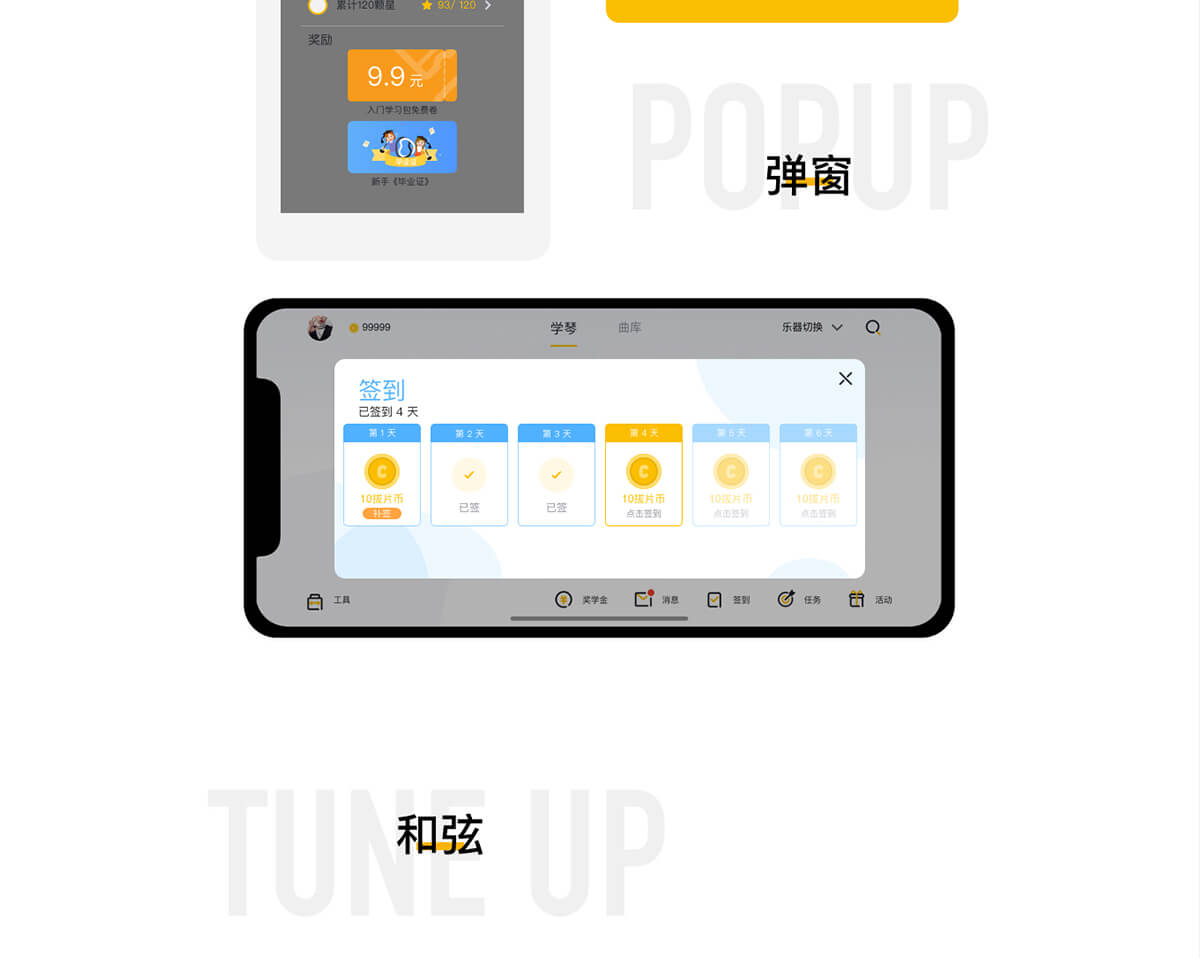 累计120颗星 93/ 120
奖励
9.9元
入门学习包免费卷
毕业证
新手《毕业证》
POPUP
弹窗
99999 学琴 曲库 乐器切换
签到
已签到 4 天
第 1 天 第 2 天 第 3 天 第 4 天 第 5 天 第 6 天
C C C C
10拔片币 10拔片币 10拔片币 10拔片币
补签 已签 已签 点击签到 点击签到 点击签到
工具 奖学金 消息 签到 任务 活动
TUNE UP
和弦